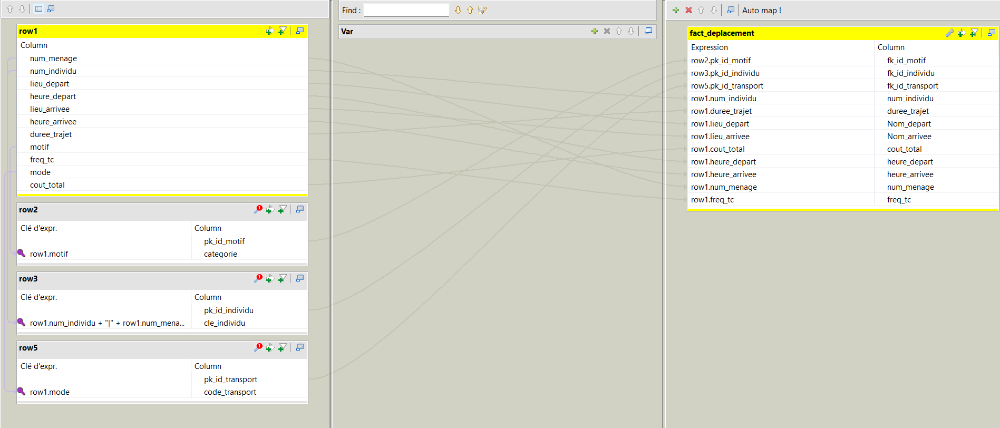 row1
Column
num_menage
num_individu
lieu_depart
heure_depart
lieu_arrivee
heure_arrivee
duree_trajet
motif
freq_tc
mode
cout_total
row2
Clé d'expr. Column
pk_id_motif
row1.motif categorie
row3
Clé d'expr. Column
pk_id_individu
row1.num_individu + "|" + row1.num_mena... cle_individu
row5
Clé d'expr. Column
pk_id_transport
row1.mode code_transport
Find :
Var
Auto map !
fact_deplacement
Expression Column
row2.pk_id_motif fk_id_motif
row3.pk_id_individu fk_id_individu
row5.pk_id_transport fk_id_transport
row1.num_individu num_individu
row1.duree_trajet duree_trajet
row1.lieu_depart Nom_depart
row1.lieu_arrivee Nom_arrivee
row1.cout_total cout_total
row1.heure_depart heure_depart
row1.heure_arrivee heure_arrivee
row1.num_menage num_menage
row1.freq_tc freq_tc